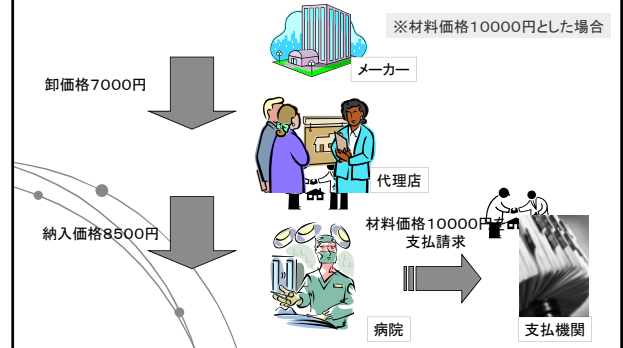 ※材料価格10000円とした場合
メーカー
卸価格7000円
代理店
納入価格8500円
材料価格10000円を
支払請求
病院
支払機関